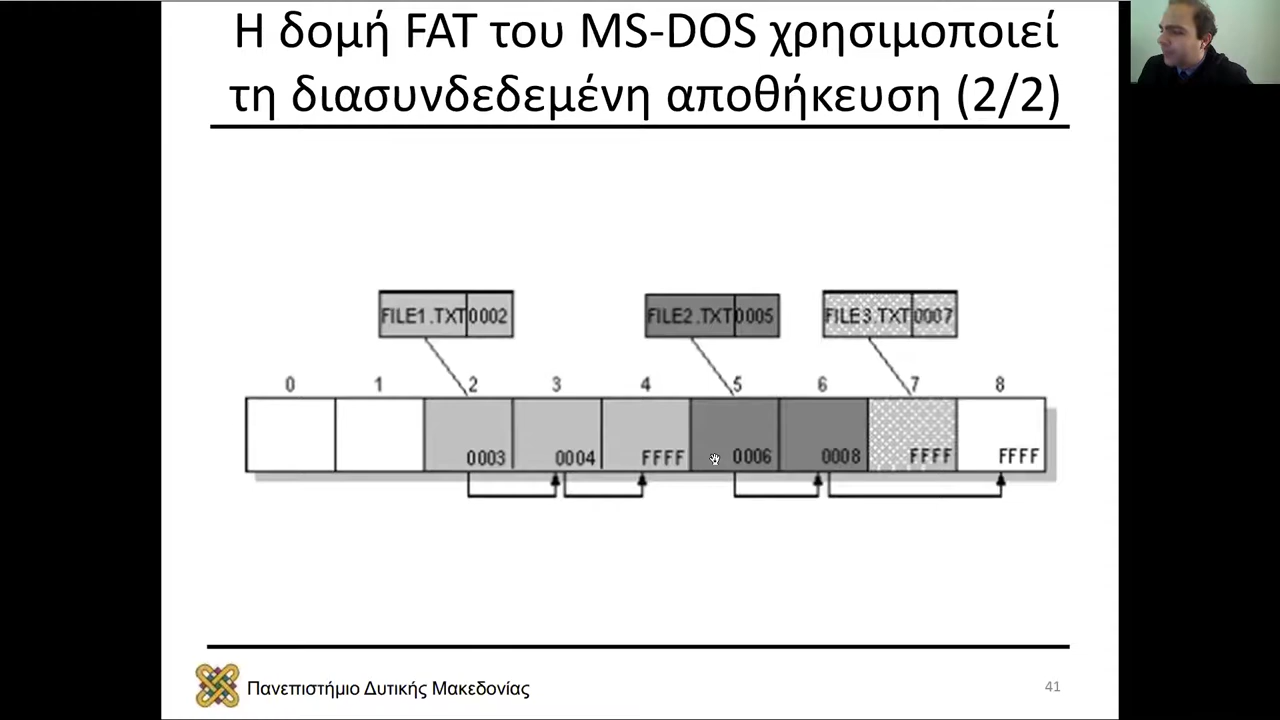 Η δομή FAT του MS-DOS χρησιμοποιεί
τη διασυνδεδεμένη αποθήκευση (2/2)
FILE1.TXT 0002
FILE2.TXT 0005
FILE3.TXT 0007
0 1 2 3 4 5 6 7 8
0003 0004 FFFF 0006 0008 FFFF FFFF
Πανεπιστήμιο Δυτικής Μακεδονίας
41